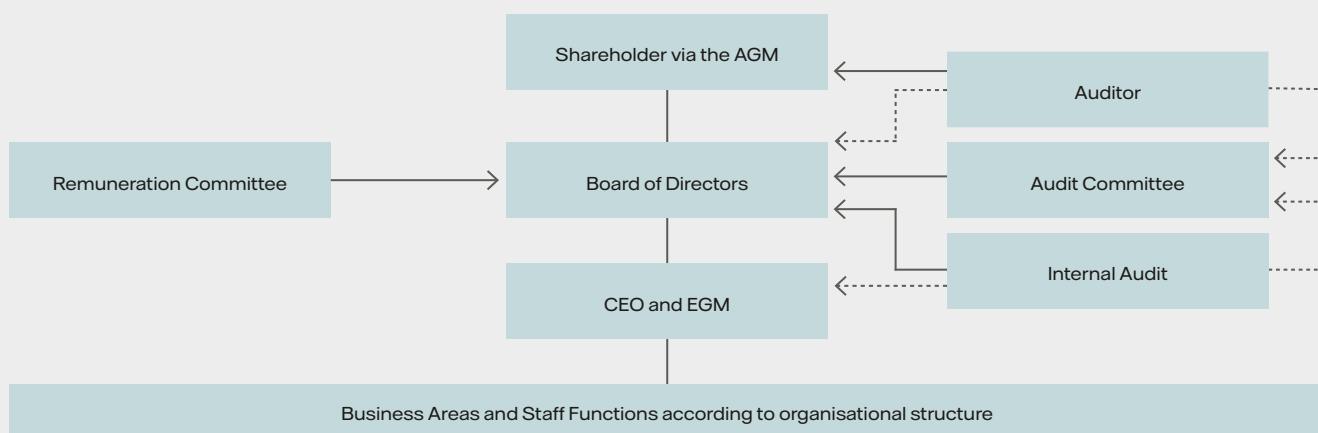 Shareholder via the AGM
Auditor
Remuneration Committee
Board of Directors
Audit Committee
Internal Audit
CEO and EGM
Business Areas and Staff Functions according to organisational structure